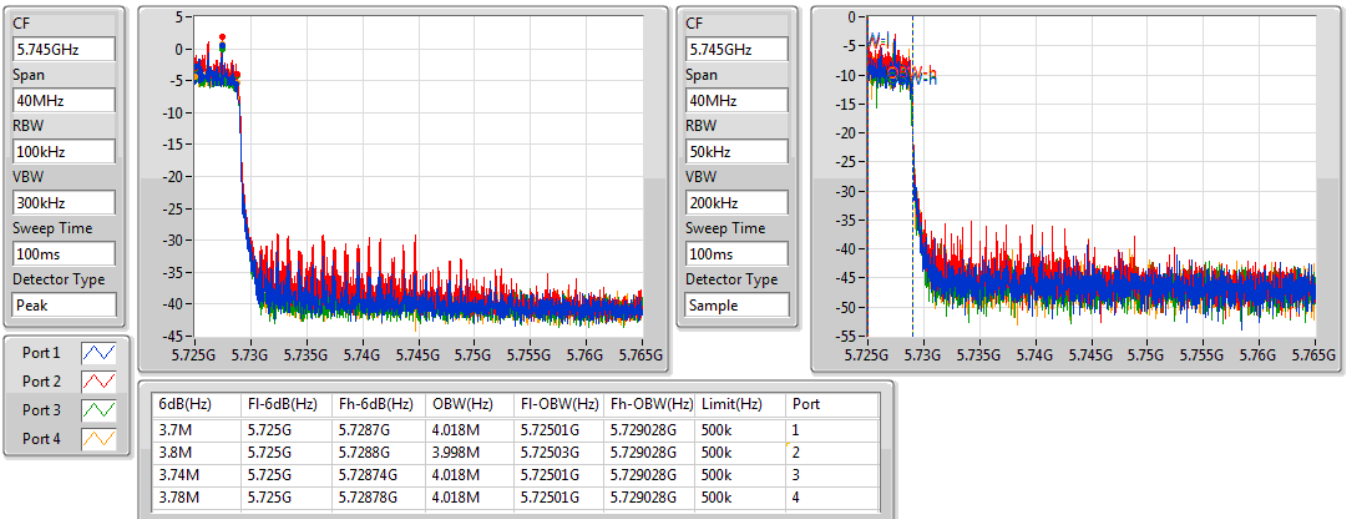 CF
5.745GHz
Span
40MHz
RBW
100kHz
VBW
300kHz
Sweep Time
100ms
Detector Type
Peak
5
0
-5
-10
-15
-20
-25
-30
-35
-40
-45
5.725G 5.73G 5.735G 5.74G 5.745G 5.75G 5.755G 5.76G 5.765G
CF
5.745GHz
Span
40MHz
RBW
50kHz
VBW
200kHz
Sweep Time
100ms
Detector Type
Sample
0
-5
-10
-15
-20
-25
-30
-35
-40
-45
-50
-55
5.725G 5.73G 5.735G 5.74G 5.745G 5.75G 5.755G 5.76G 5.765G
Port 1
Port 2
Port 3
Port 4
6dB(Hz) Fl-6dB(Hz) Fh-6dB(Hz) OBW(Hz) Fl-OBW(Hz) Fh-OBW(Hz) Limit(Hz) Port
3.7M 5.725G 5.7287G 4.018M 5.72501G 5.729028G 500k 1
3.8M 5.725G 5.7288G 3.998M 5.72503G 5.729028G 500k 2
3.74M 5.725G 5.72874G 4.018M 5.72501G 5.729028G 500k 3
3.78M 5.725G 5.72878G 4.018M 5.72501G 5.729028G 500k 4